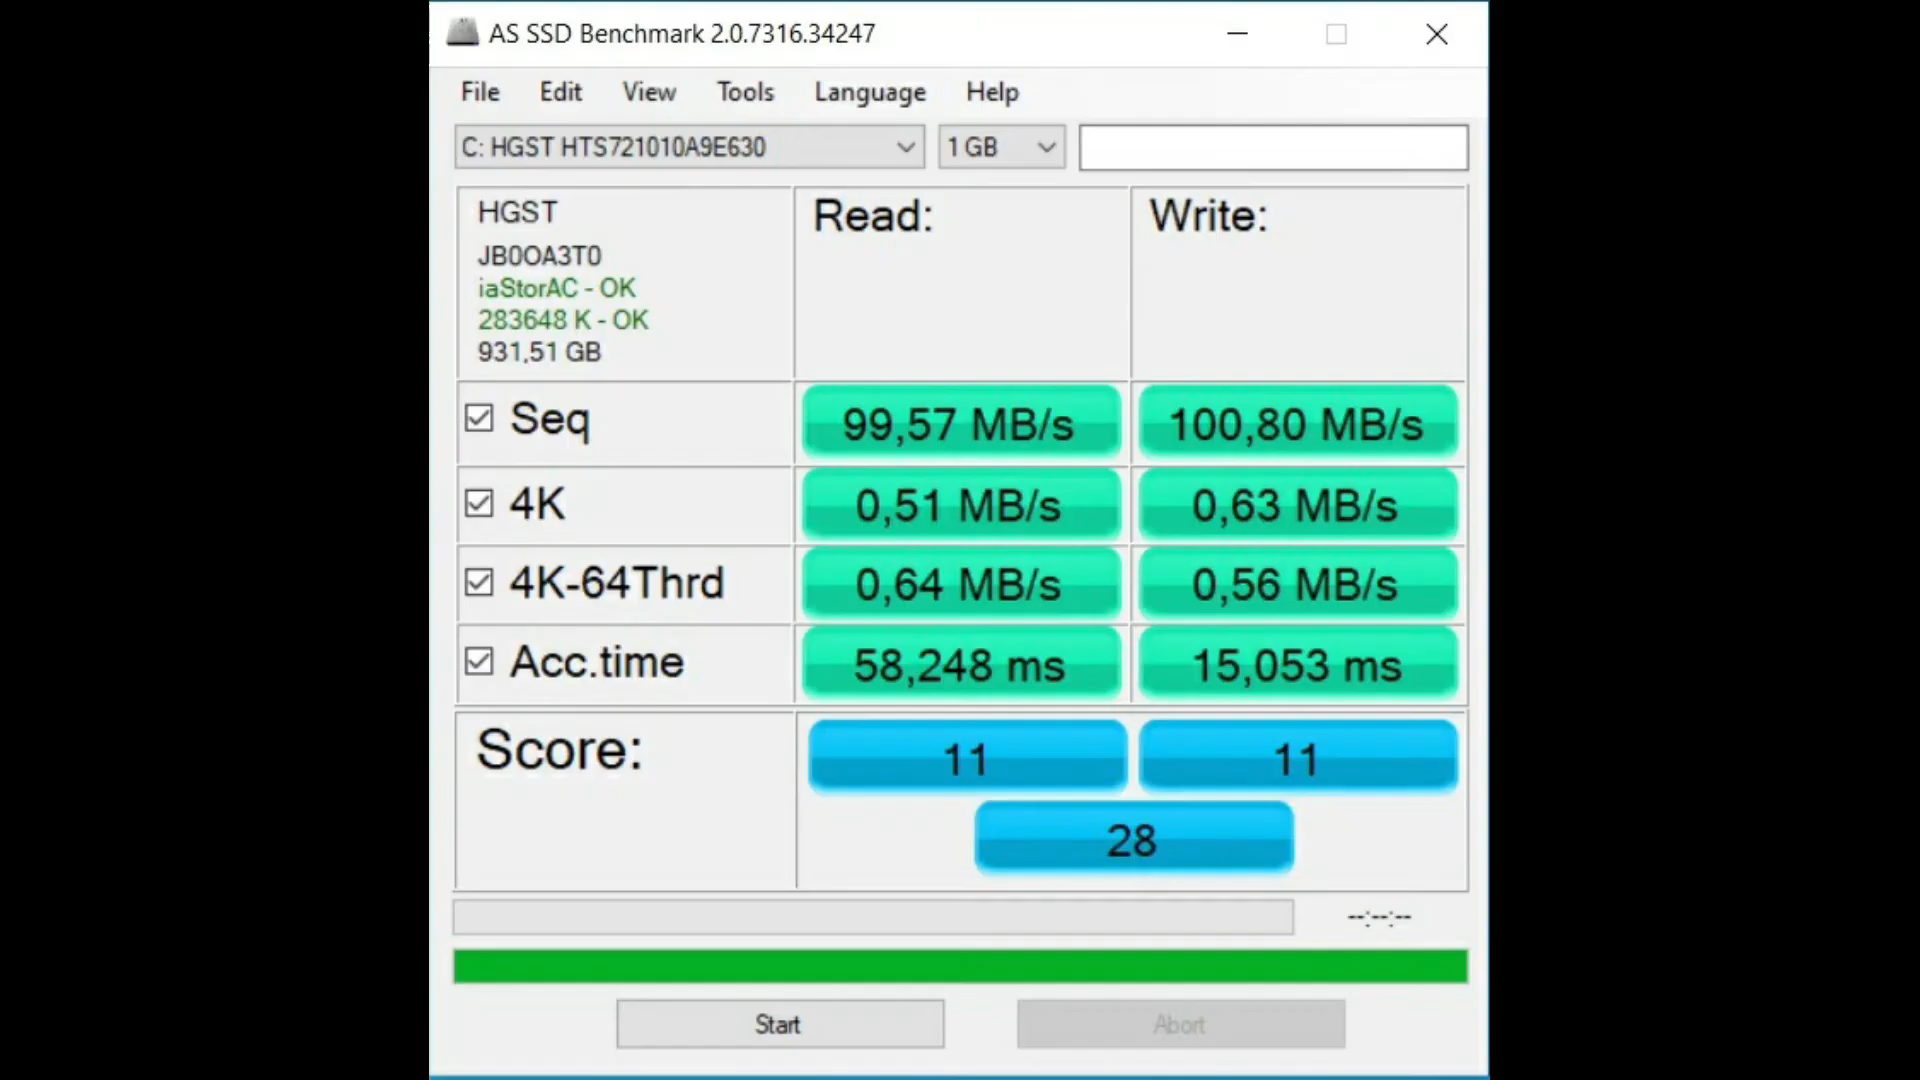 AS SSD Benchmark 2.0.7316.34247
File Edit View Tools Language Help
C: HGST HTS721010A9E630 1 GB
HGST Read: Write:
JB0OA3T0
iaStorAC - OK
283648 K - OK
931,51 GB
Seq 99,57 MB/s 100,80 MB/s
4K 0,51 MB/s 0,63 MB/s
4K-64Thrd 0,64 MB/s 0,56 MB/s
Acc.time 58,248 ms 15,053 ms
Score: 11 11
28
--:--:--
Start Abort